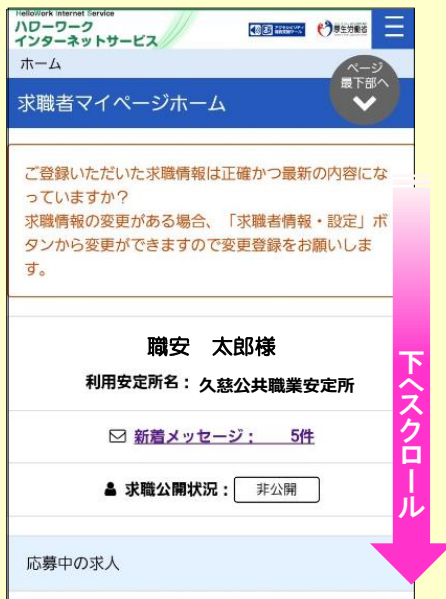 HelloWork Internet Service
ハローワーク
インターネットサービス
厚生労働省
ホーム
ページ
最下部へ
求職者マイページホーム
ご登録いただいた求職情報は正確かつ最新の内容にな
っていますか？
求職情報の変更がある場合、「求職者情報・設定」ボ
タンから変更ができますので変更登録をお願いしま
す。
職安　太郎様
利用安定所名：久慈公共職業安定所
新着メッセージ：　5件
求職公開状況：非公開
応募中の求人
下へスクロール